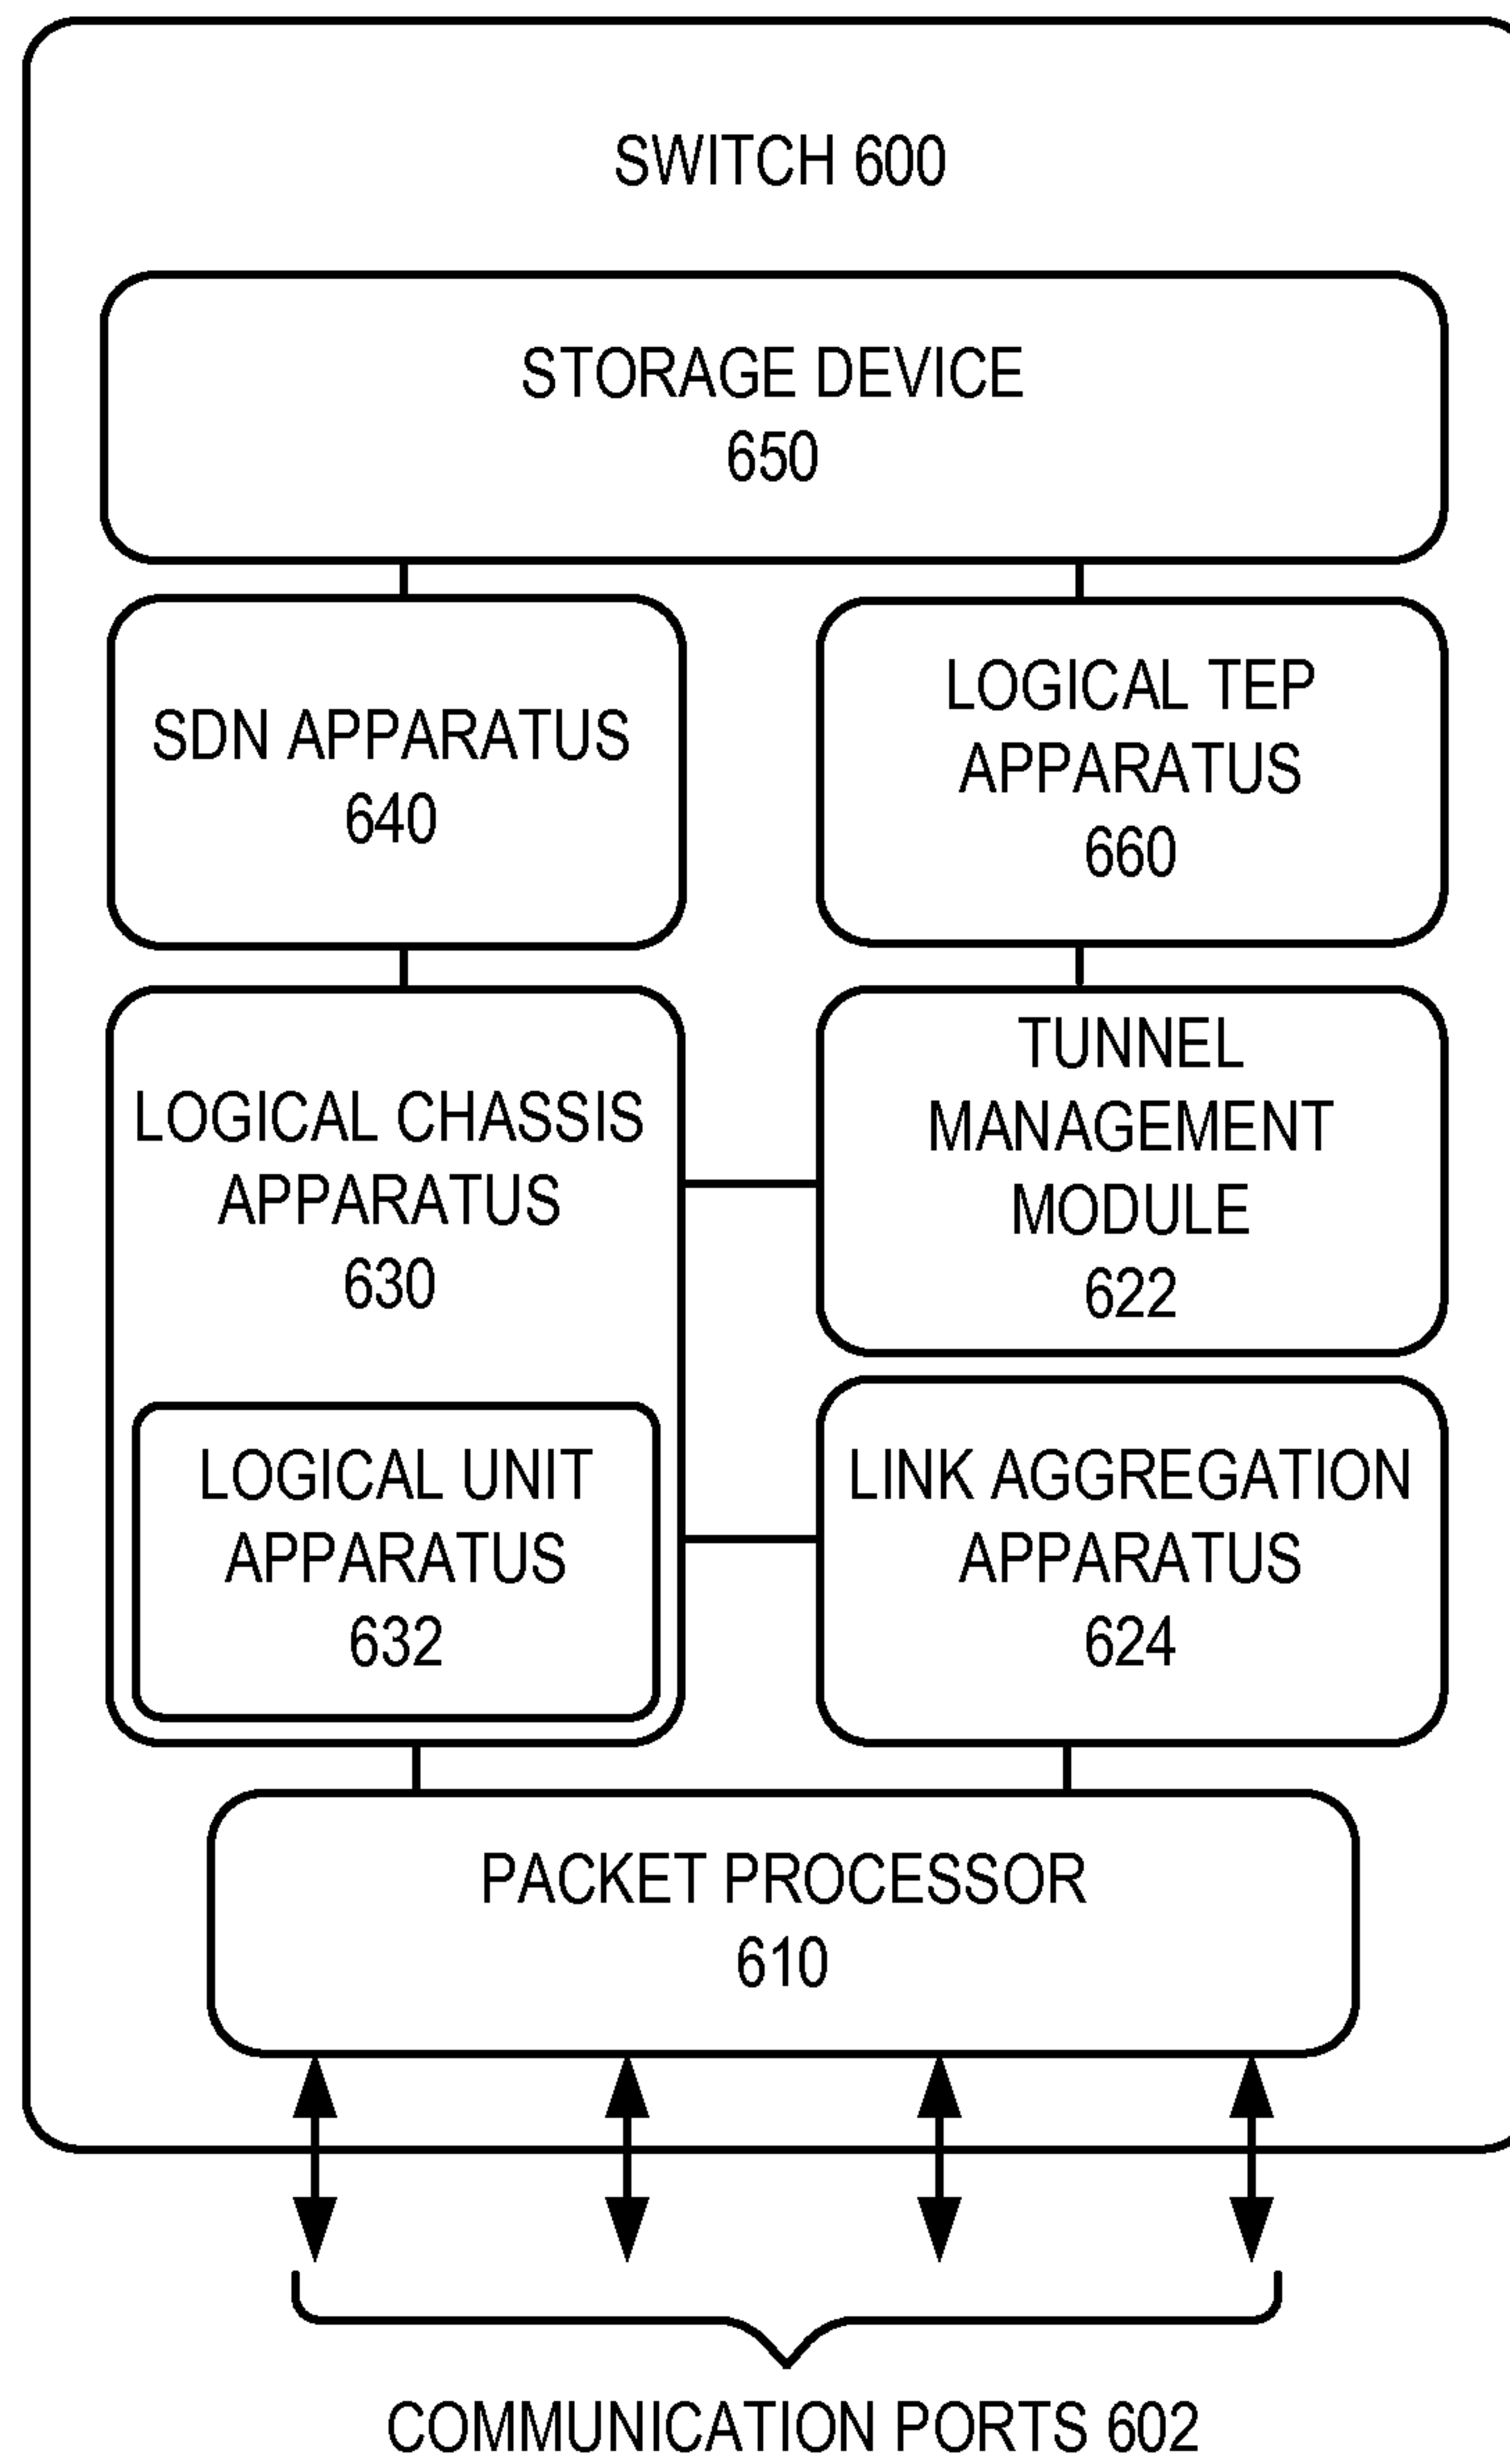 SWITCH 600
STORAGE DEVICE
650
SDN APPARATUS
640
LOGICAL TEP
APPARATUS
660
LOGICAL CHASSIS
APPARATUS
630
TUNNEL
MANAGEMENT
MODULE
622
LOGICAL UNIT
APPARATUS
632
LINK AGGREGATION
APPARATUS
624
PACKET PROCESSOR
610
COMMUNICATION PORTS 602